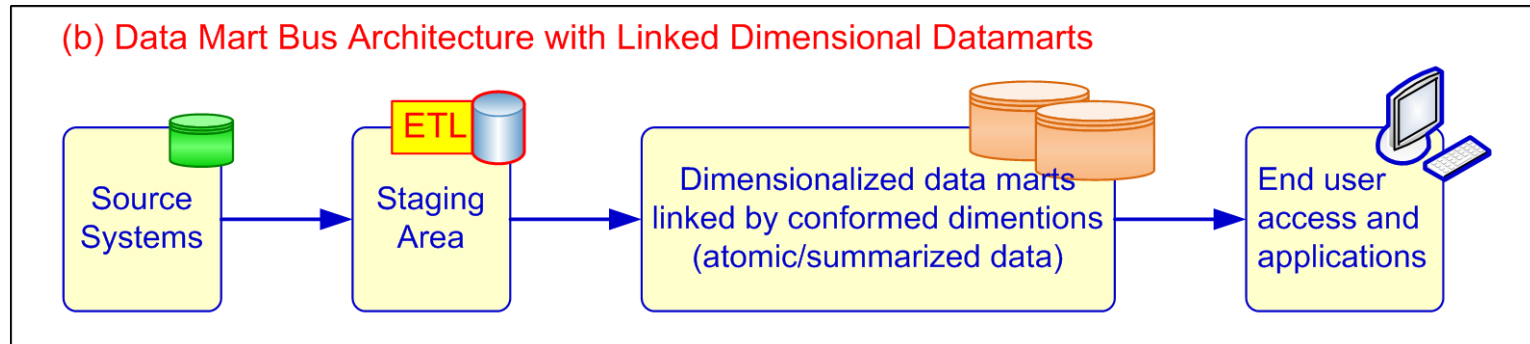 (b) Data Mart Bus Architecture with Linked Dimensional Datamarts
ETL
Source
Systems
Staging
Area
Dimensionalized data marts
linked by conformed dimentions
(atomic/summarized data)
End user
access and
applications